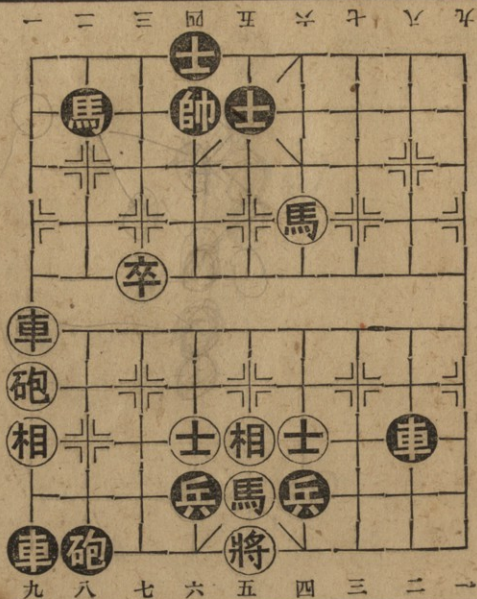 一二三四五六七八九
士
馬帥士
馬
卒
車
砲
相士相士車
兵馬兵
車砲將
九八七六五四三二一